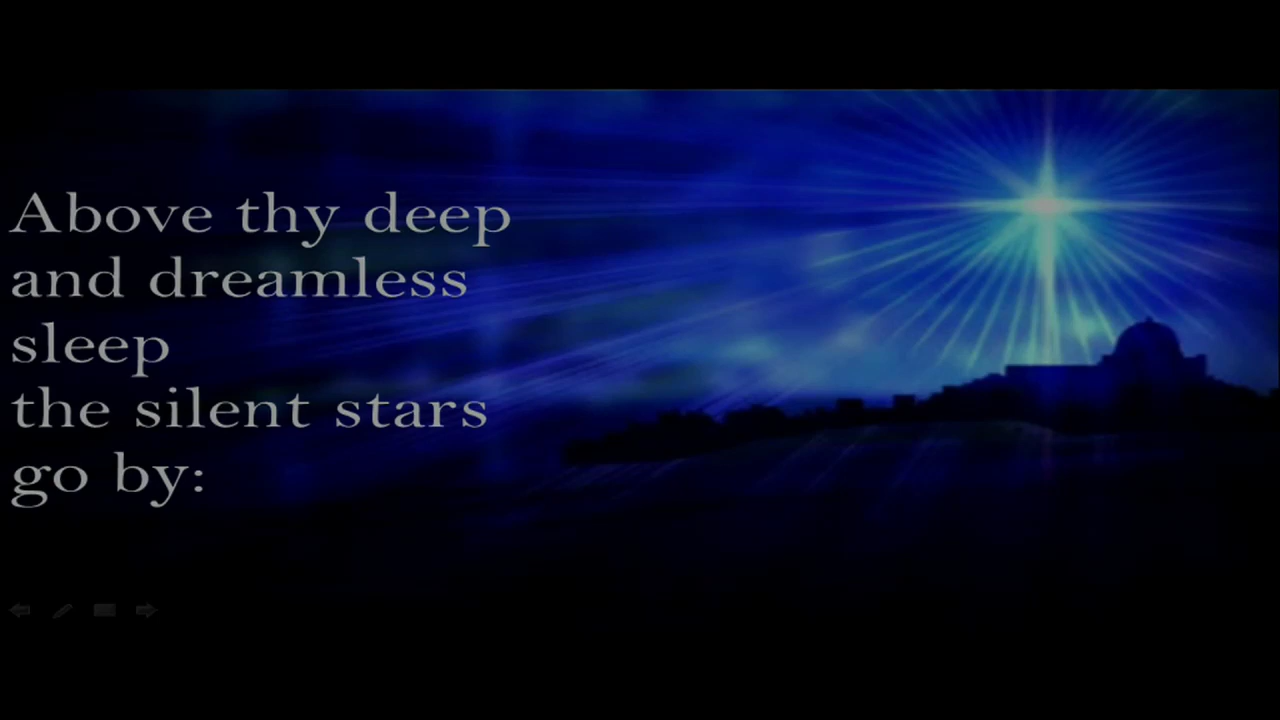 Above thy deep
and dreamless
sleep
the silent stars
go by: